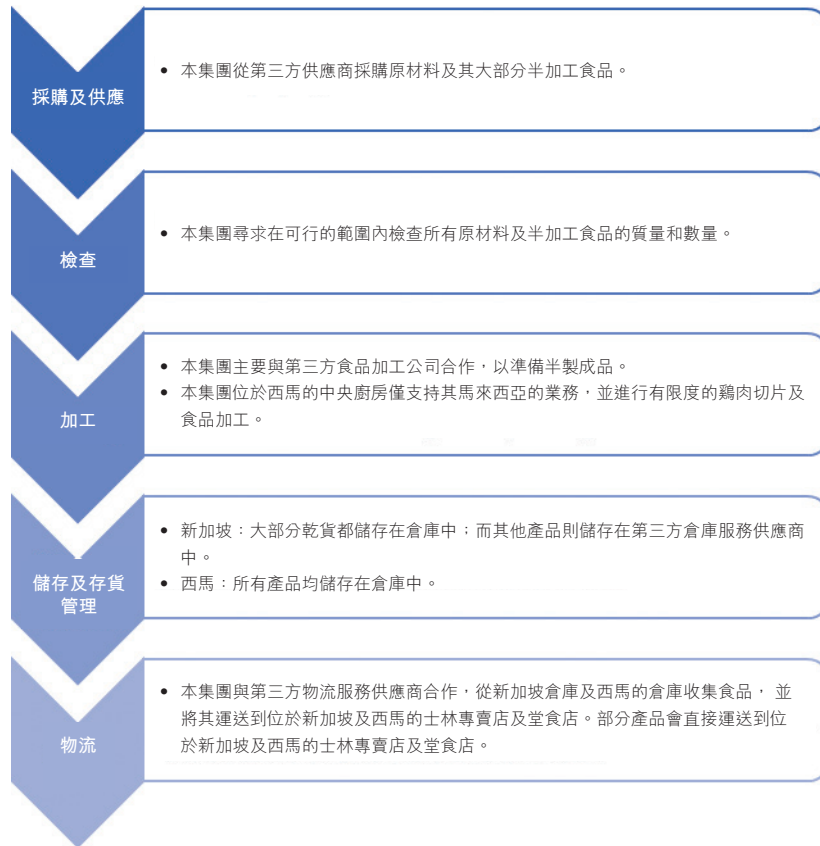 採購及供應
• 本集團從第三方供應商採購原材料及其大部分半加工食品。
檢查
• 本集團尋求在可行的範圍內檢查所有原材料及半加工食品的質量和數量。
加工
• 本集團主要與第三方食品加工公司合作，以準備半製成品。
• 本集團位於西馬的中央廚房僅支持其馬來西亞的業務，並進行有限度的鷄肉切片及
食品加工。
儲存及存貨
管理
• 新加坡：大部分乾貨都儲存在倉庫中；而其他產品則儲存在第三方倉庫服務供應商
中。
• 西馬：所有產品均儲存在倉庫中。
物流
• 本集團與第三方物流服務供應商合作，從新加坡倉庫及西馬的倉庫收集食品， 並
將其運送到位於新加坡及西馬的士林專賣店及堂食店。部分產品會直接運送到位
於新加坡及西馬的士林專賣店及堂食店。